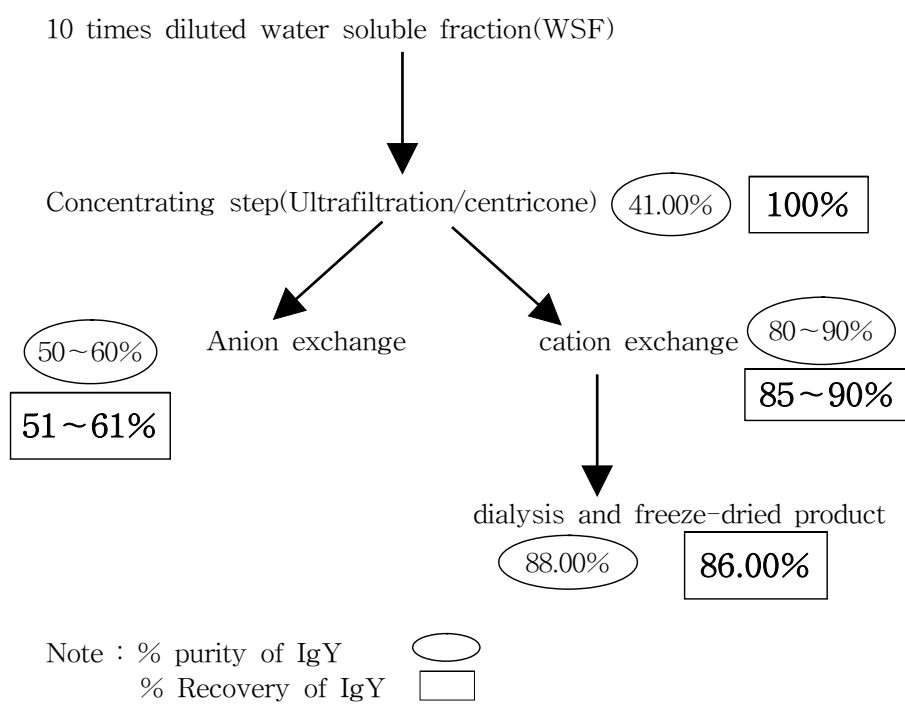 10 times diluted water soluble fraction(WSF)
Concentrating step(Ultrafiltration/centricone) 41.00% 100%
50~60% Anion exchange cation exchange 80~90%
51~61% 85~90%
dialysis and freeze-dried product
88.00% 86.00%
Note : % purity of IgY
% Recovery of IgY